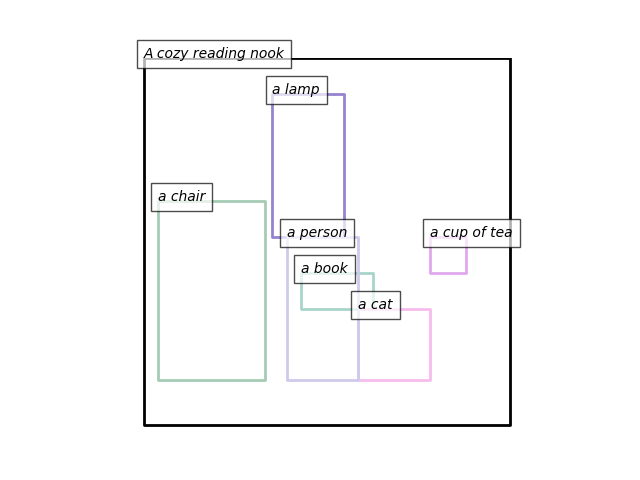 A cozy reading nook
a lamp
a chair
a person
a cup of tea
a book
a cat